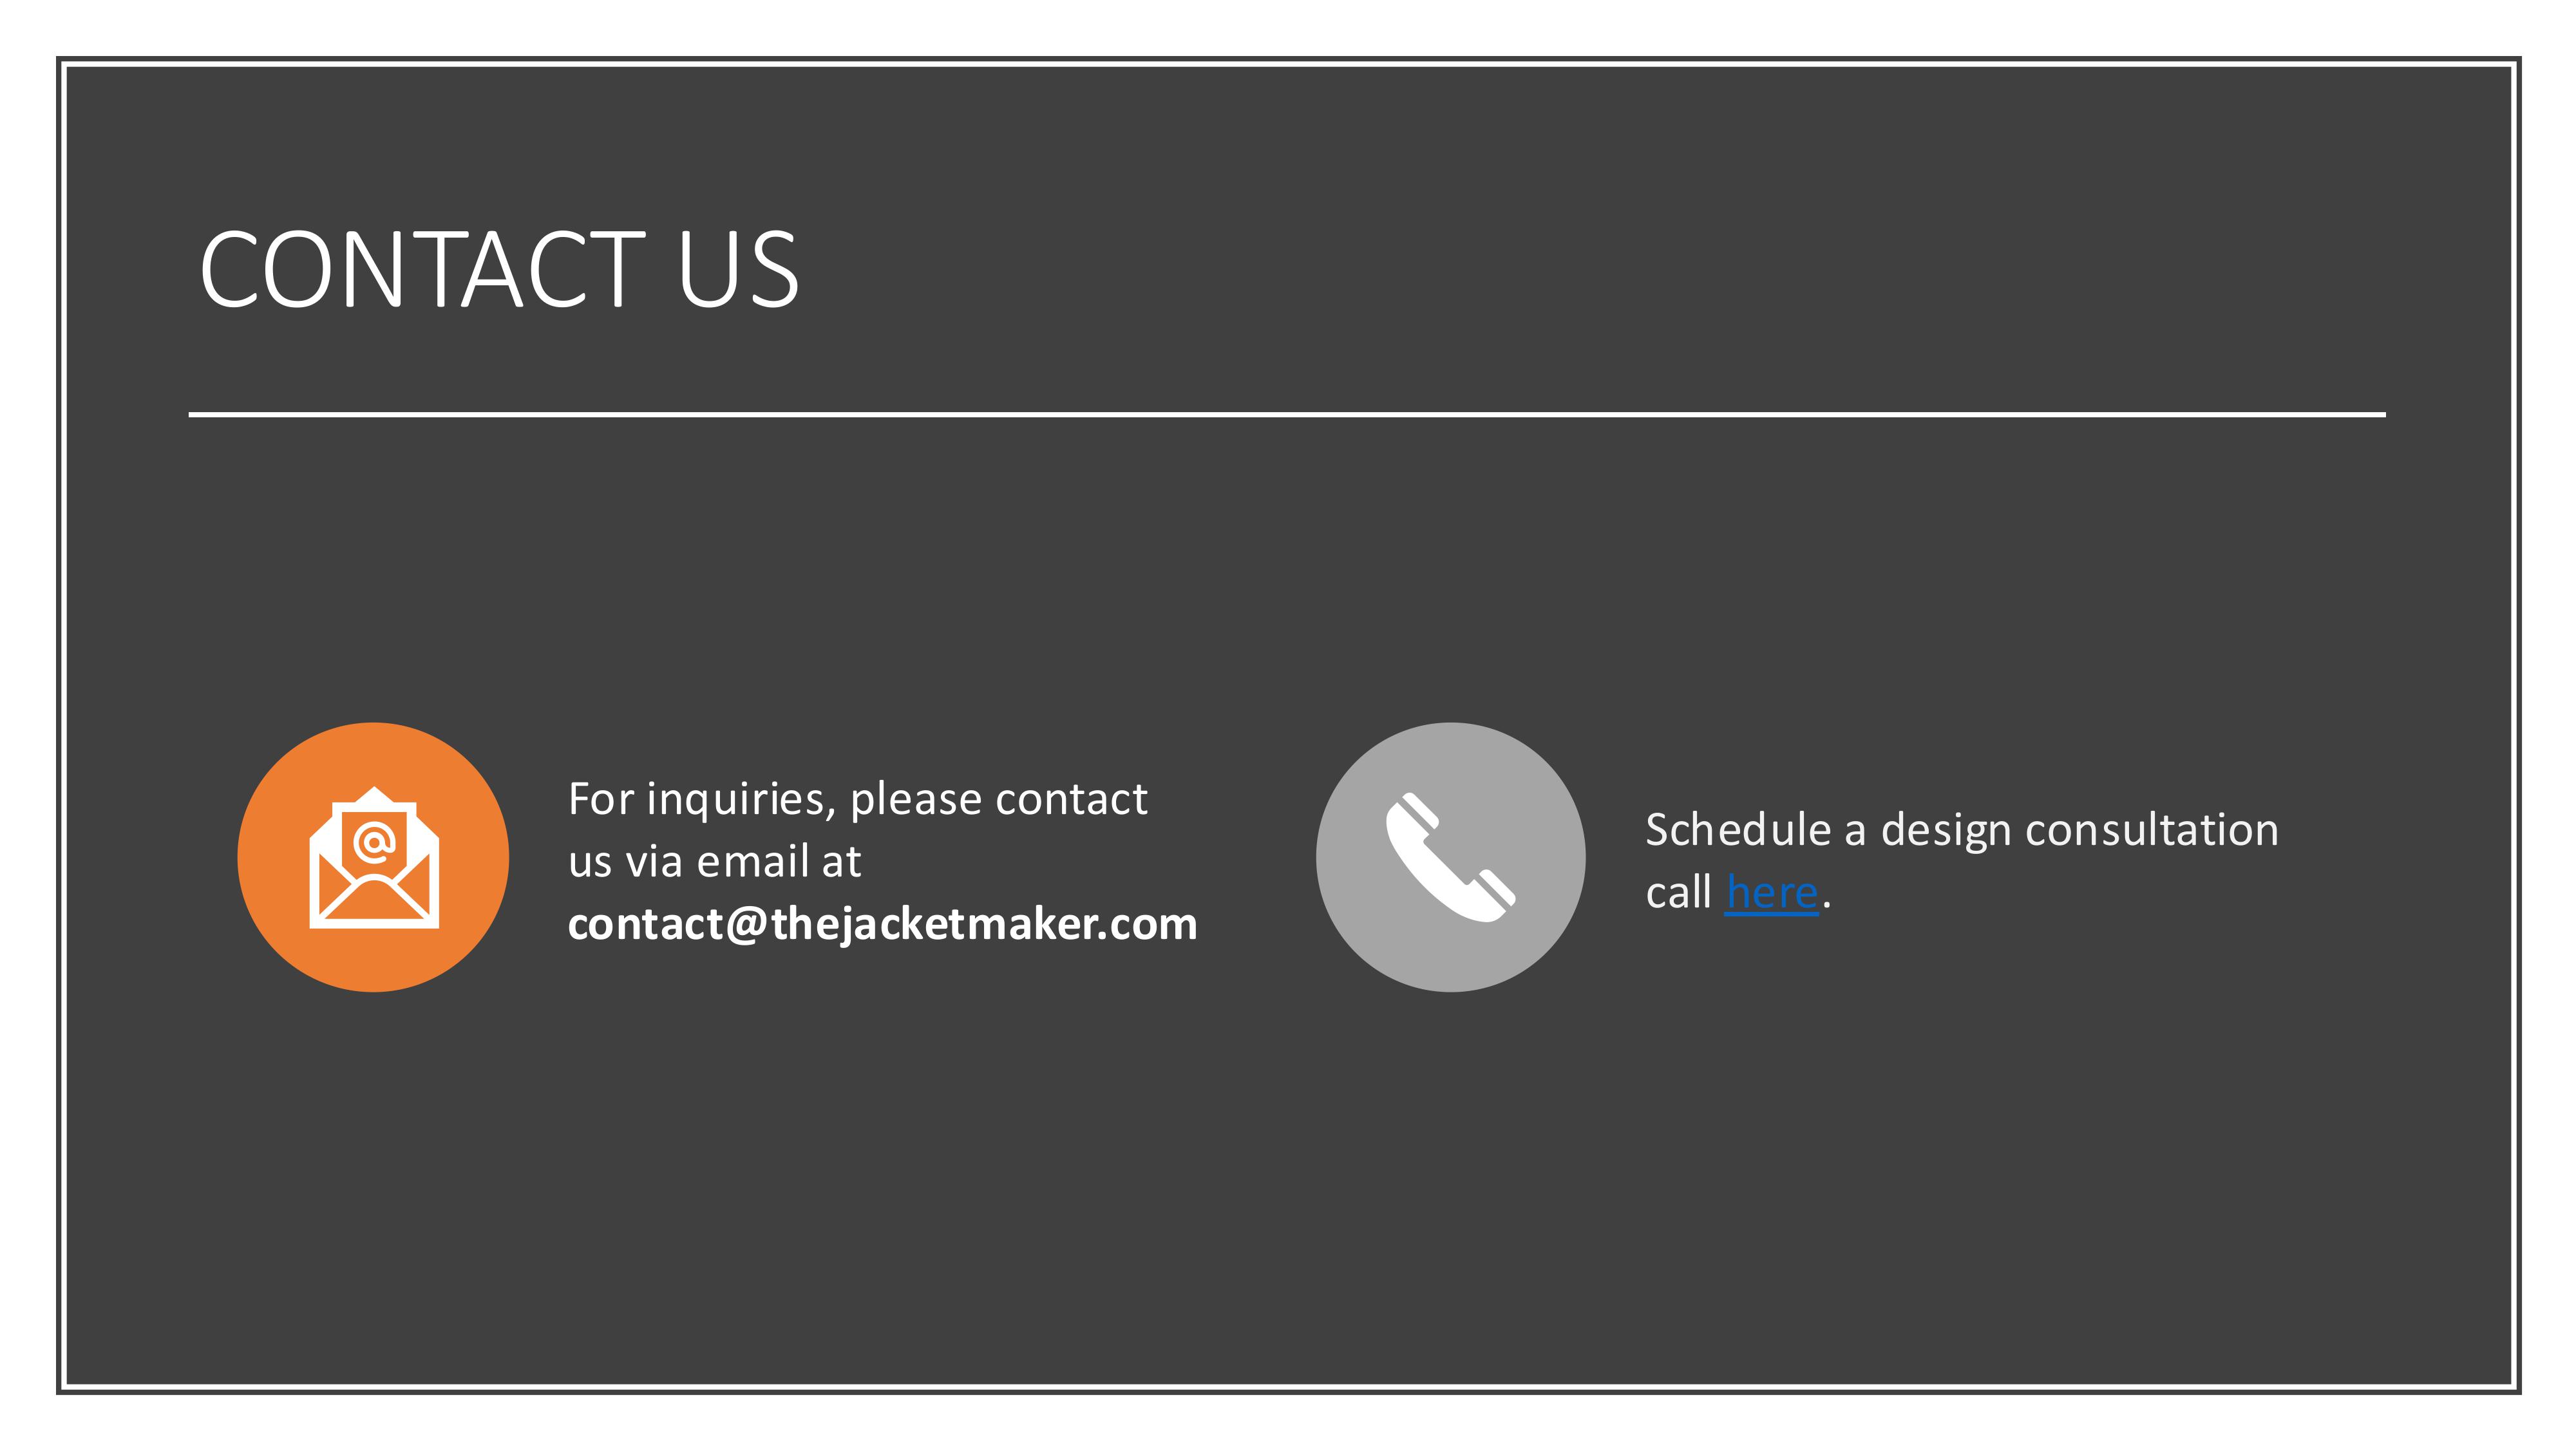 CONTACT US
For inquiries, please contact
us via email at
contact@thejacketmaker.com
Schedule a design consultation
call here.